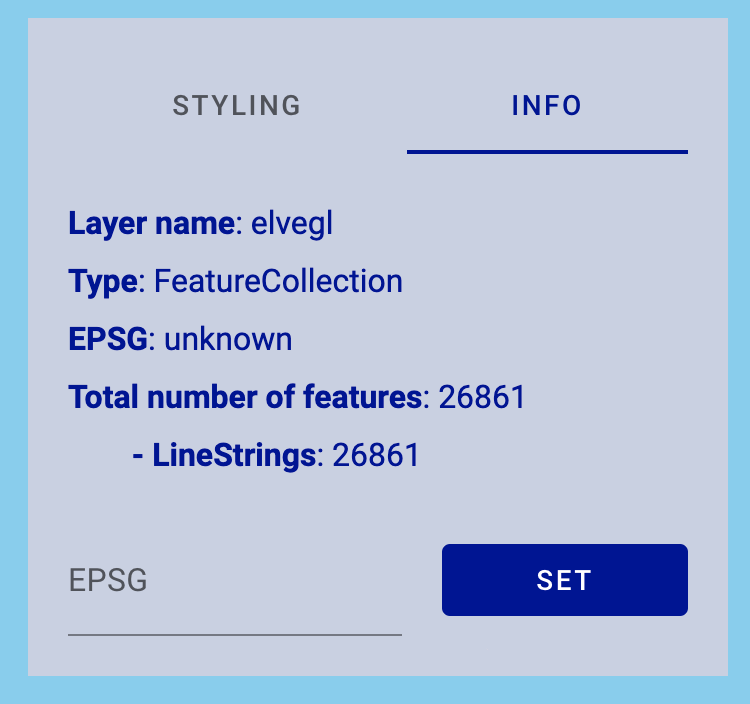 STYLING INFO
Layer name: elvegl
Type: FeatureCollection
EPSG: unknown
Total number of features: 26861
- LineStrings: 26861
EPSG SET